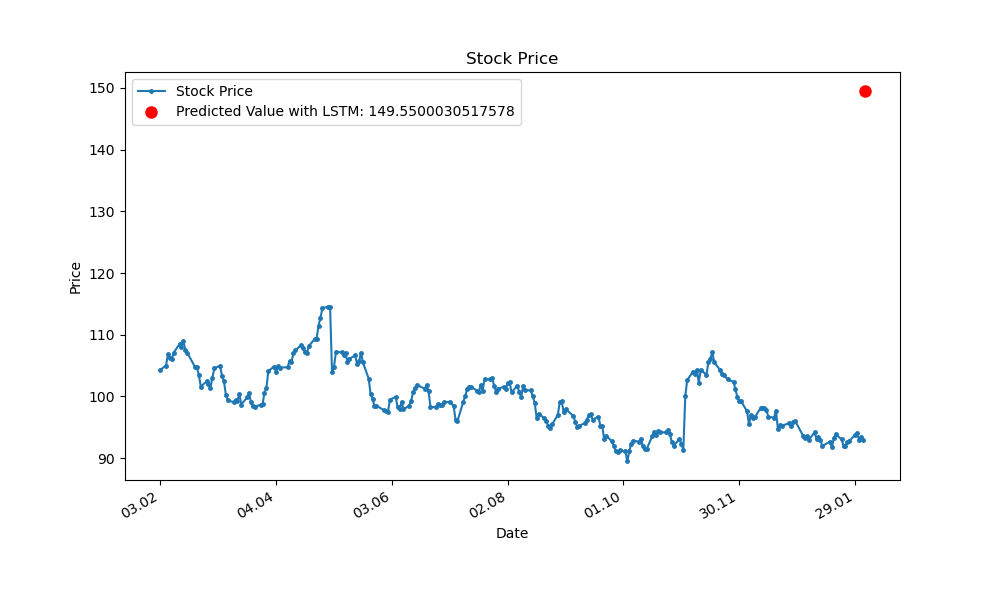 Stock Price
Stock Price
Predicted Value with LSTM: 149.5500030517578
150
140
130
120
110
100
90
Price
03.02
04.04
03.06
02.08
01.10
30.11
29.01
Date